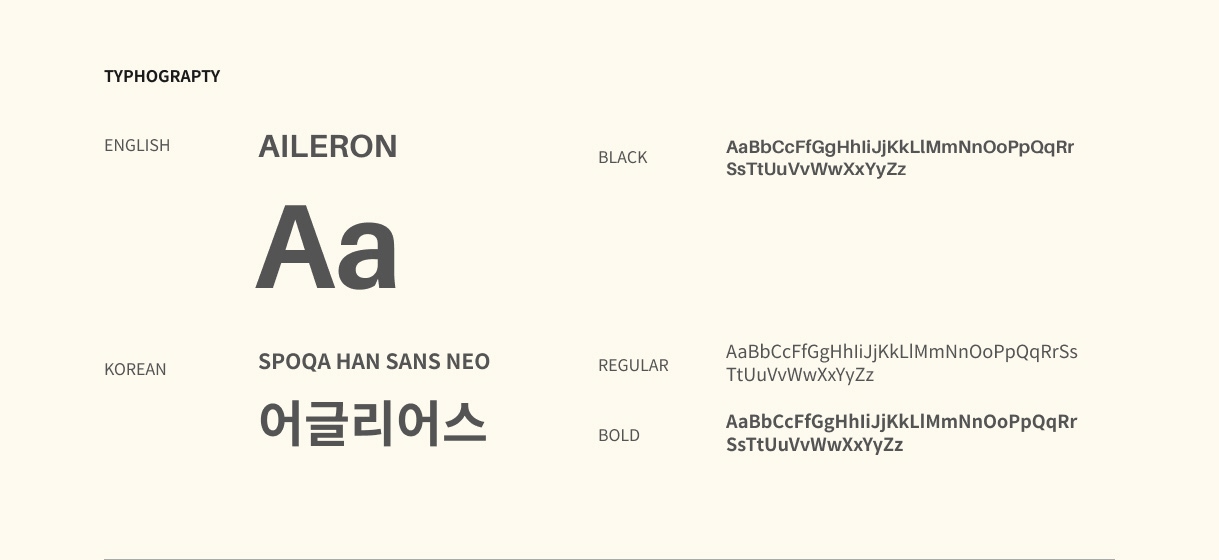 TYPHOGRAPTY
ENGLISH
AILERON
Aa
BLACK
AaBbCcFfGgHhIiJjKkLlMmNnOoPpQqRr
SsTtUuVvWwXxYyZz
KOREAN
SPOQA HAN SANS NEO
어글리어스
REGULAR
AaBbCcFfGgHhIiJjKkLlMmNnOoPpQqRrSs
TtUuVvWwXxYyZz
BOLD
AaBbCcFfGgHhIiJjKkLlMmNnOoPpQqRr
SsTtUuVvWwXxYyZz